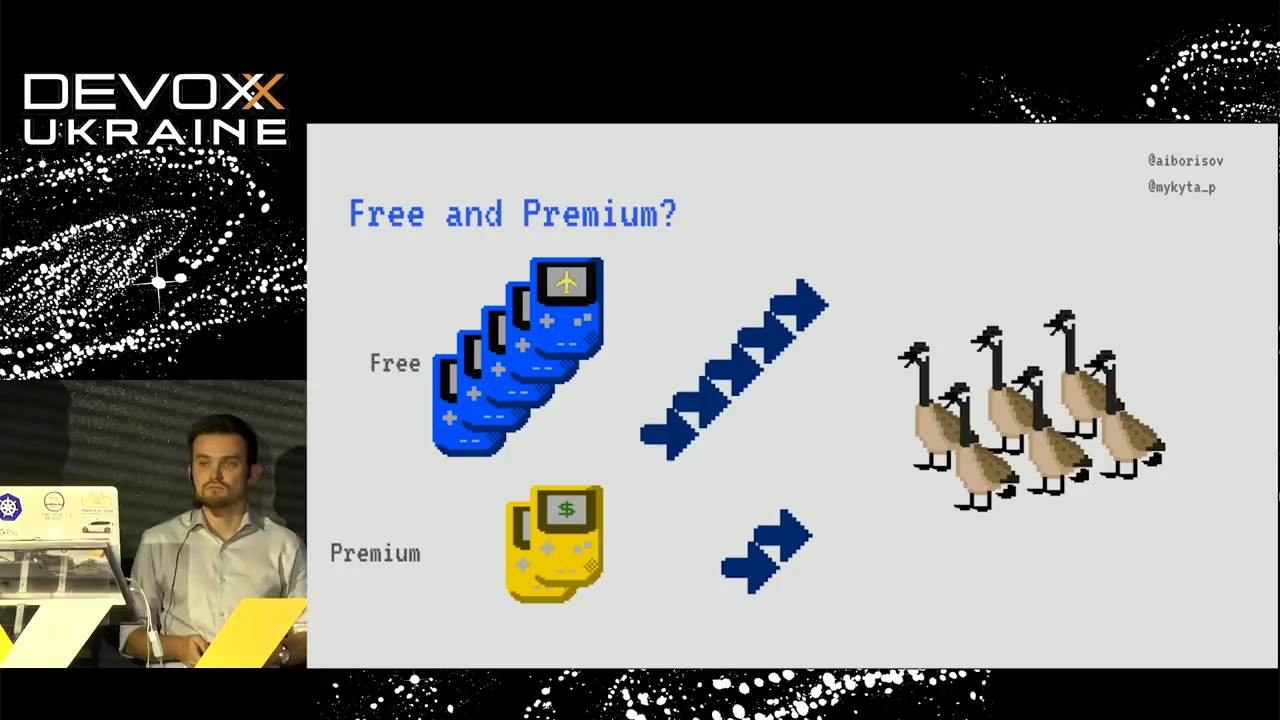 DEVOXX
UKRAINE
@aiborisov
@mykyta_p
Free and Premium?
Free
$
Premium